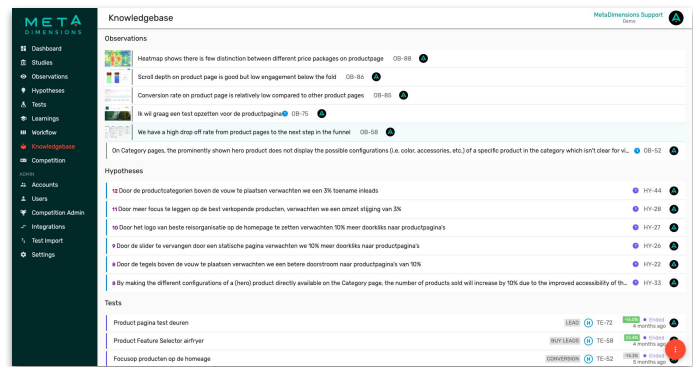 META
DIMENSIONS
Knowledgebase
MetaDimensions Support
Demo
Dashboard
Studies
Observations
Hypotheses
Tests
Learnings
Workflow
Knowledgebase
Competition
ADMIN
Accounts
Users
Competition Admin
Integrations
Test Import
Settings
Observations
Heatmap shows there is few distinction between different price packages on productpage OB-88
Scroll depth on product page is good but low engagement below the fold OB-86
Conversion rate on product page is relatively low compared to other product pages OB-85
Ik wil graag een test opzetten voor de productpagina OB-75
We have a high drop off rate from product pages to the next step in the funnel OB-58
On Category pages, the prominently shown hero product does not display the possible configurations (i.e. color, accessories, etc.) of a specific product in the category which isn't clear for vi... OB-52
Hypotheses
12 Door de productcategorien boven de vouw te plaatsen verwachten we een 3% toename inleads HY-44
11 Door meer focus te leggen op de best verkopende producten, verwachten we een omzet stijging van 3% HY-28
10 Door het logo van beste reisorganisatie op de homepage te zetten verwachten 10% meer doorkliks naar productpagina's HY-27
9 Door de slider te vervangen door een statische pagina verwachten we 10% meer doorkliks naar productpagina's HY-26
8 Door de tegels boven de vouw te plaatsen verwachten we een betere doorstroom naar productpagina's van 10% HY-22
8 By making the different configurations of a (hero) product directly available on the Category page, the number of products sold will increase by 10% due to the improved accessibility of th... HY-33
Tests
Product pagina test deuren LEAD H TE-72 Ended
4 months ago
Product Feature Selector airfryer BUY LEADS H TE-58 Ended
4 months ago
Focusop producten op de homeage CONVERSION H TE-52 Ended
5 months ago